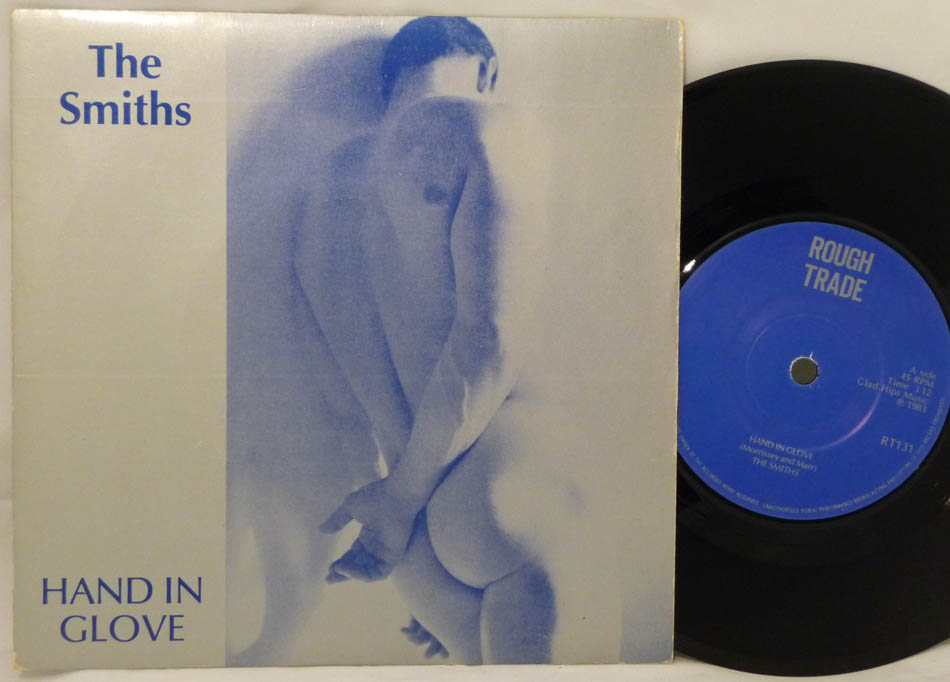 The
Smiths
HAND IN
GLOVE
ROUGH
TRADE
A side
45 RPM
Time 3.12
Glad Hips Music
℗ 1983
RT131
HAND IN GLOVE
(Morrissey and Marr)
THE SMITHS